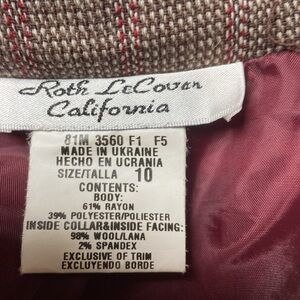 Roth LeCover
California
81M 3560 F1 F5
MADE IN UKRAINE
HECHO EN UCRANIA
SIZE/TALLA 10
CONTENTS:
BODY:
61% RAYON
39% POLYESTER/POLIESTER
INSIDE COLLAR&INSIDE FACING:
98% WOOL/LANA
2% SPANDEX
EXCLUSIVE OF TRIM
EXCLUYENDO BORDE